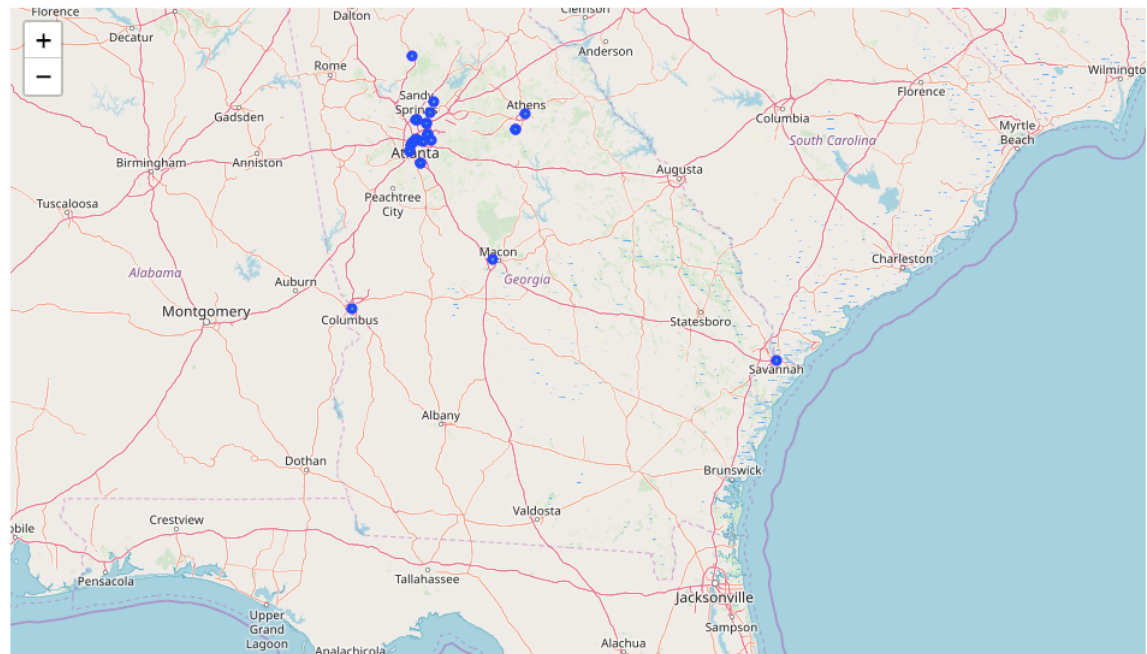 Florence
Dalton
Clemson
Decatur
Anderson
Rome
Wilmington
Sandy
Springs
Athens
Florence
Gadsden
Columbia
Myrtle
Beach
South Carolina
Birmingham
Anniston
Atlanta
Augusta
Tuscaloosa
Peachtree
City
Macon
Charleston
Alabama
Georgia
Auburn
Montgomery
Columbus
Statesboro
Savannah
Albany
Dothan
Brunswick
Valdosta
Crestview
obile
Pensacola
Tallahassee
Jacksonville
Upper
Grand
Lagoon
Sampson
Alachua
Apalachicola
+
−